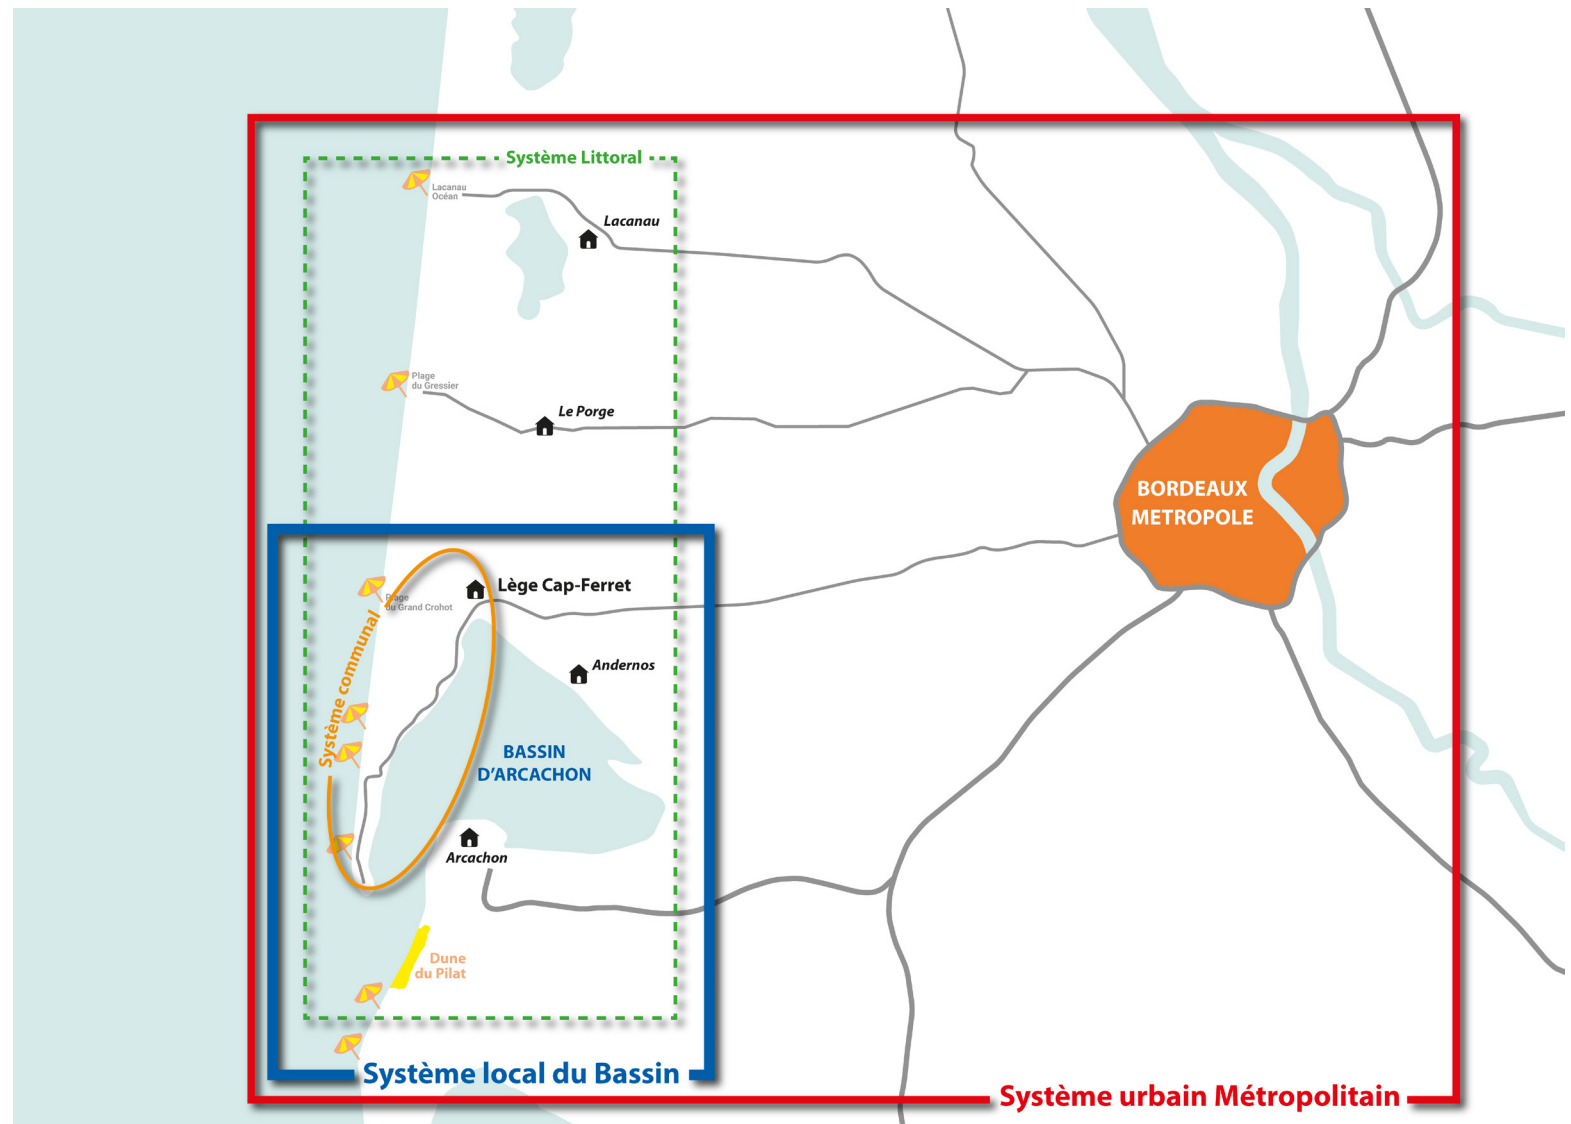 Système Littoral
Lacanau
Océan
Lacanau
Plage
du Gressier
Le Porge
BORDEAUX
METROPOLE
Lège Cap-Ferret
Plage
du Grand Crohot
Système communal
Andernos
BASSIN
D'ARCACHON
Arcachon
Dune
du Pilat
Système local du Bassin
Système urbain Métropolitain